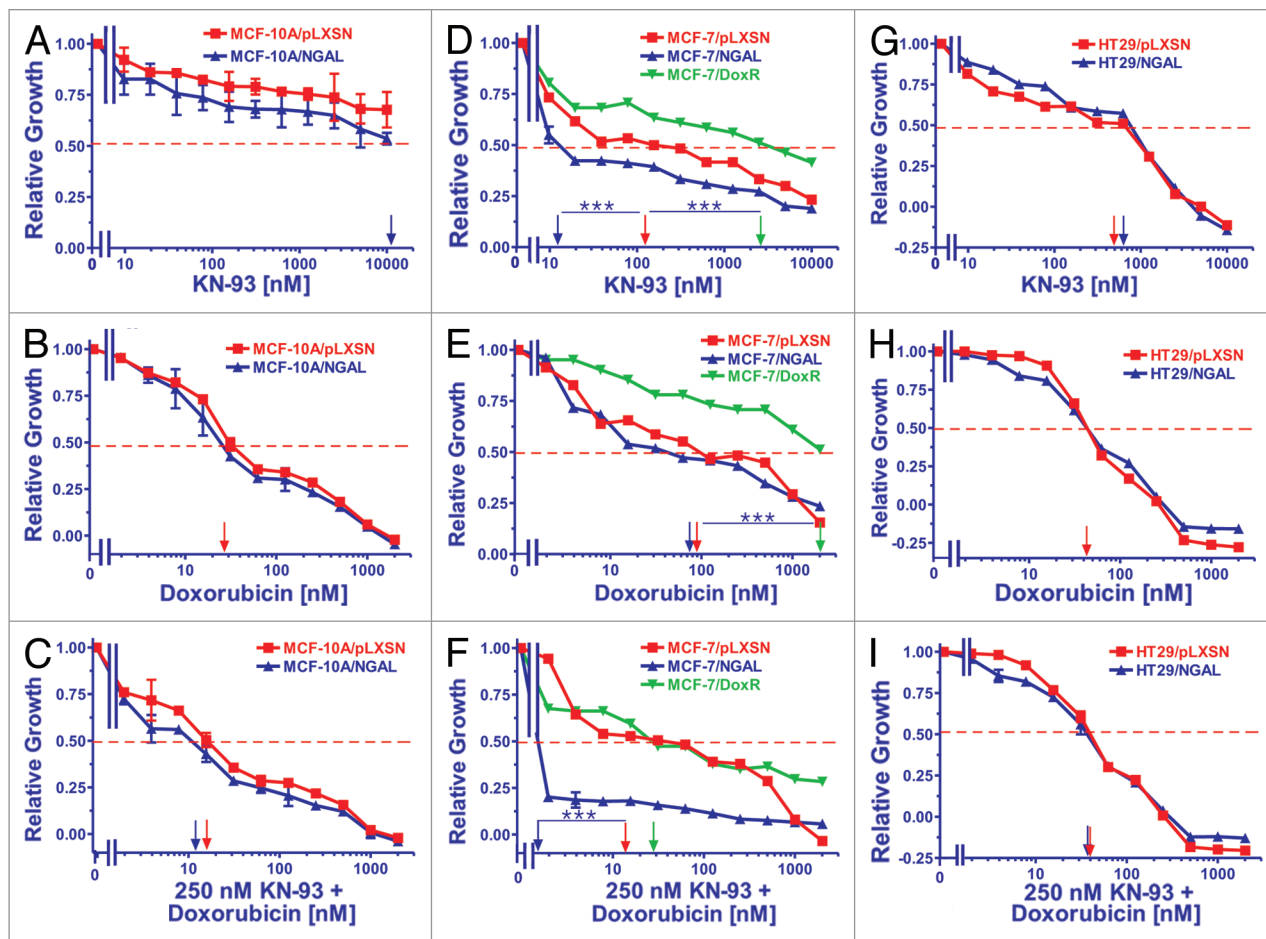 A
MCF-10A/pLXSN
MCF-10A/NGAL
Relative Growth
1.00
0.75
0.50
0.25
0.00
0 10 100 1000 10000
KN-93 [nM]
D
MCF-7/pLXSN
MCF-7/NGAL
MCF-7/DoxR
Relative Growth
1.00
0.75
0.50
0.25
0.00
*** ***
0 10 100 1000 10000
KN-93 [nM]
G
HT29/pLXSN
HT29/NGAL
Relative Growth
1.00
0.75
0.50
0.25
0.00
-0.25
0 10 100 1000 10000
KN-93 [nM]
B
MCF-10A/pLXSN
MCF-10A/NGAL
Relative Growth
1.00
0.75
0.50
0.25
0.00
0 10 100 1000
Doxorubicin [nM]
E
MCF-7/pLXSN
MCF-7/NGAL
MCF-7/DoxR
Relative Growth
1.00
0.75
0.50
0.25
0.00
***
0 10 100 1000
Doxorubicin [nM]
H
HT29/pLXSN
HT29/NGAL
Relative Growth
1.00
0.75
0.50
0.25
0.00
-0.25
0 10 100 1000
Doxorubicin [nM]
C
MCF-10A/pLXSN
MCF-10A/NGAL
Relative Growth
1.00
0.75
0.50
0.25
0.00
0 10 100 1000
250 nM KN-93 +
Doxorubicin [nM]
F
MCF-7/pLXSN
MCF-7/NGAL
MCF-7/DoxR
Relative Growth
1.00
0.75
0.50
0.25
0.00
***
0 10 100 1000
250 nM KN-93 +
Doxorubicin [nM]
I
HT29/pLXSN
HT29/NGAL
Relative Growth
1.00
0.75
0.50
0.25
0.00
-0.25
0 10 100 1000
250 nM KN-93 +
Doxorubicin [nM]